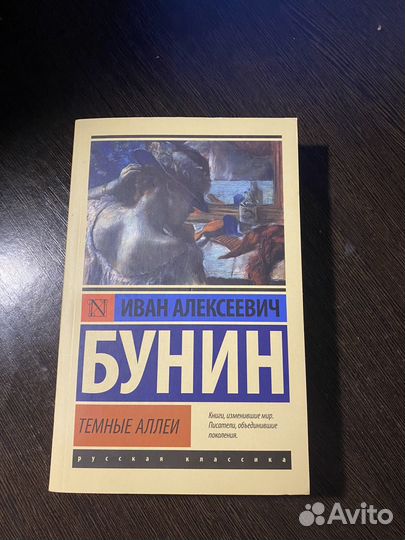 N
ИВАН АЛЕКСЕЕВИЧ
БУНИН
ТЕМНЫЕ АЛЛЕИ
Книги, изменившие мир.
Писатели, объединившие
поколения.
русская классика
Avito